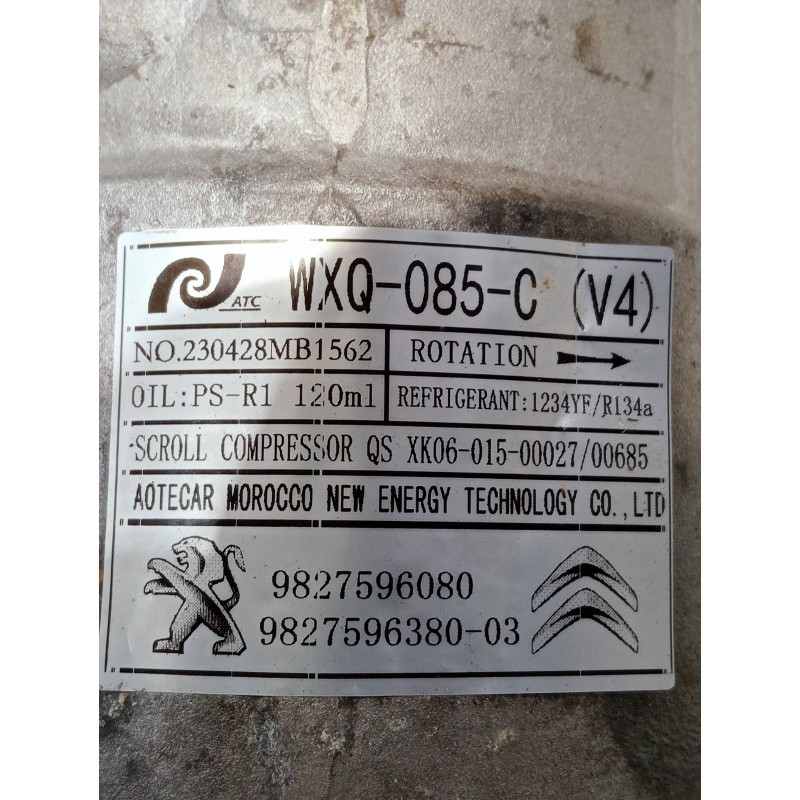 ATC WXQ-085-C (V4)
NO.230428MB1562 ROTATION
OIL:PS-R1 120ml REFRIGERANT:1234YF/R134a
SCROLL COMPRESSOR QS XK06-015-00027/00685
AOTECAR MOROCCO NEW ENERGY TECHNOLOGY CO.,LTD
9827596080
9827596380-03